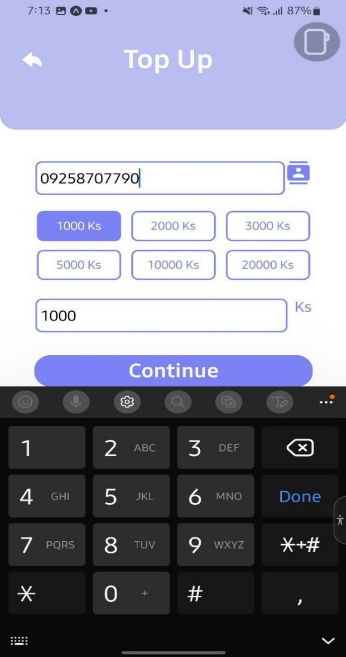 7:13 87%
Top Up
09258707790
1000 Ks 2000 Ks 3000 Ks
5000 Ks 10000 Ks 20000 Ks
1000 Ks
Continue
1 2 ABC 3 DEF
4 GHI 5 JKL 6 MNO Done
7 PQRS 8 TUV 9 WXYZ *+#
* 0 + # ,